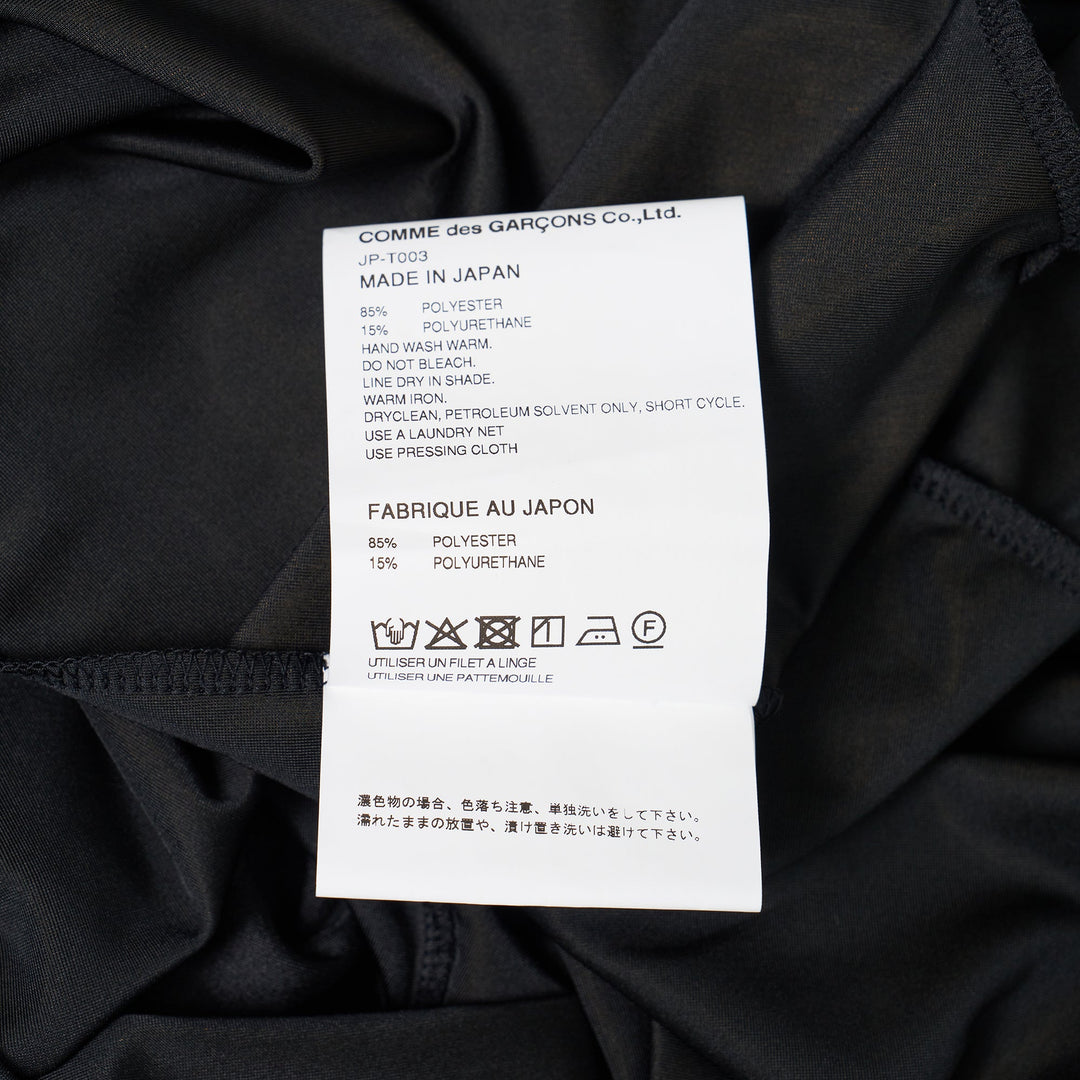 COMME des GARÇONS Co.,Ltd.
JP-T003
MADE IN JAPAN
85% POLYESTER
15% POLYURETHANE
HAND WASH WARM.
DO NOT BLEACH.
LINE DRY IN SHADE.
WARM IRON.
DRYCLEAN, PETROLEUM SOLVENT ONLY, SHORT CYCLE.
USE A LAUNDRY NET
USE PRESSING CLOTH
FABRIQUE AU JAPON
85% POLYESTER
15% POLYURETHANE
F
UTILISER UN FILET A LINGE
UTILISER UNE PATTEMOUILLE
濃色物の場合、色落ち注意、単独洗いをして下さい。
濡れたままの放置や、漬け置き洗いは避けて下さい。